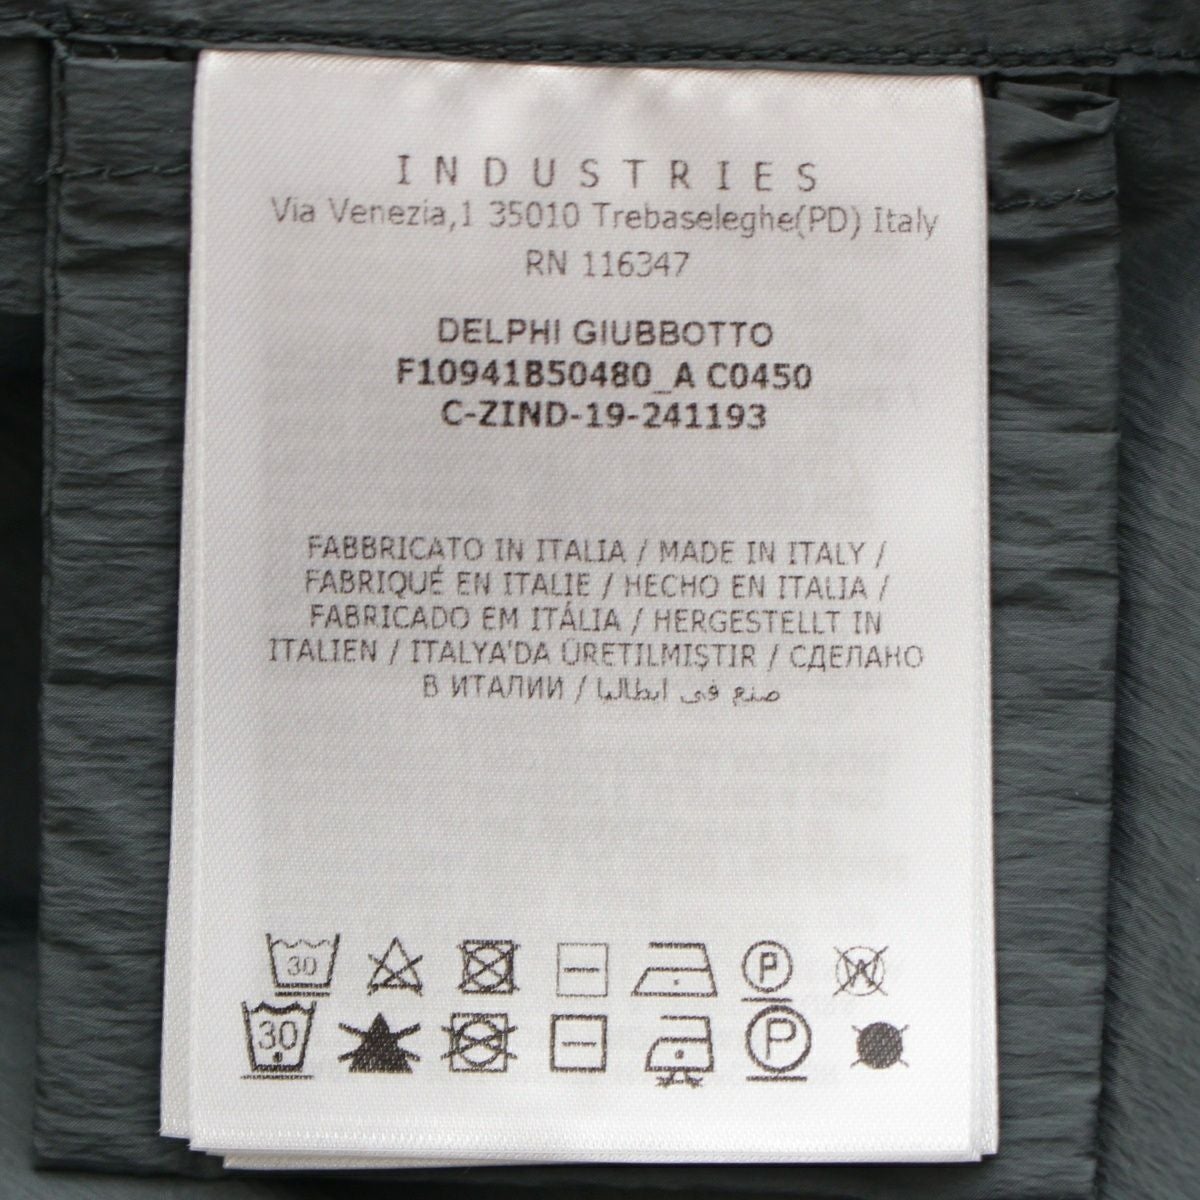 INDUSTRIES
Via Venezia,1 35010 Trebaseleghe(PD) Italy
RN 116347
DELPHI GIUBBOTTO
F10941B50480_A C0450
C-ZIND-19-241193
FABBRICATO IN ITALIA / MADE IN ITALY /
FABRIQUÉ EN ITALIE / HECHO EN ITALIA /
FABRICADO EM ITÁLIA / HERGESTELLT IN
ITALIEN / ITALYA'DA ÜRETILMIŞTIR / СДЕЛАНО
В ИТАЛИИ / صنع في ايطاليا
30 P W
30 P